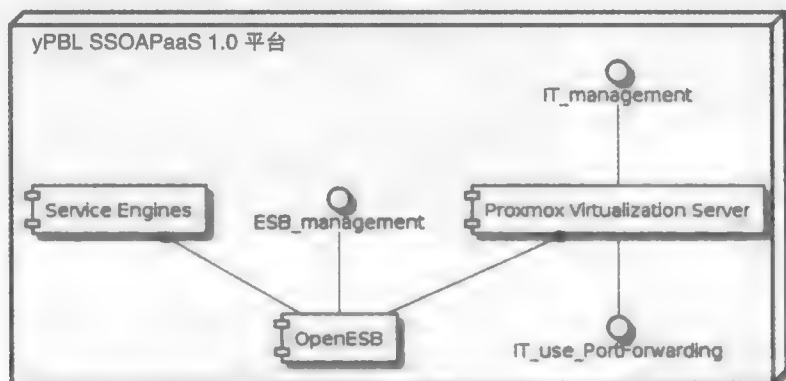 yPBL SSOAPaaS 1.0 平台
IT_management
Service Engines
ESB_management
Proxmox Virtualization Server
OpenESB
IT_use_PortForwarding